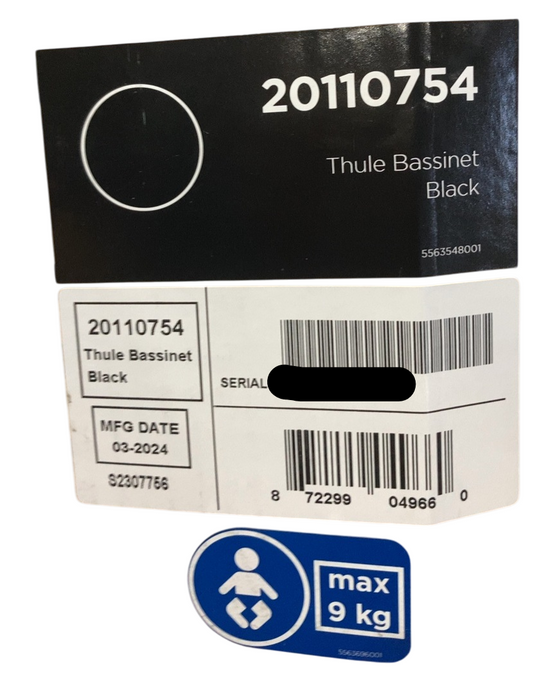 20110754
Thule Bassinet
Black
5563548001
20110754
Thule Bassinet
Black
SERIAL
MFG DATE
03-2024
S2307756
8 72299 04966 0
max
9 kg